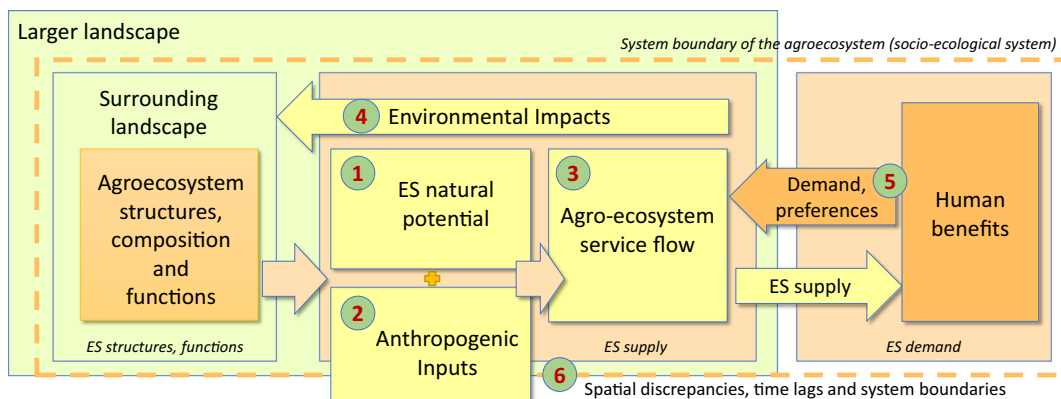 Larger landscape
System boundary of the agroecosystem (socio-ecological system)
Surrounding
landscape
4 Environmental Impacts
Agroecosystem
structures,
composition
and
functions
1
ES natural
potential
2
Anthropogenic
Inputs
3
Agro-ecosystem
service flow
5
Demand,
preferences
Human
benefits
ES supply
ES structures, functions
ES supply
ES demand
6
Spatial discrepancies, time lags and system boundaries